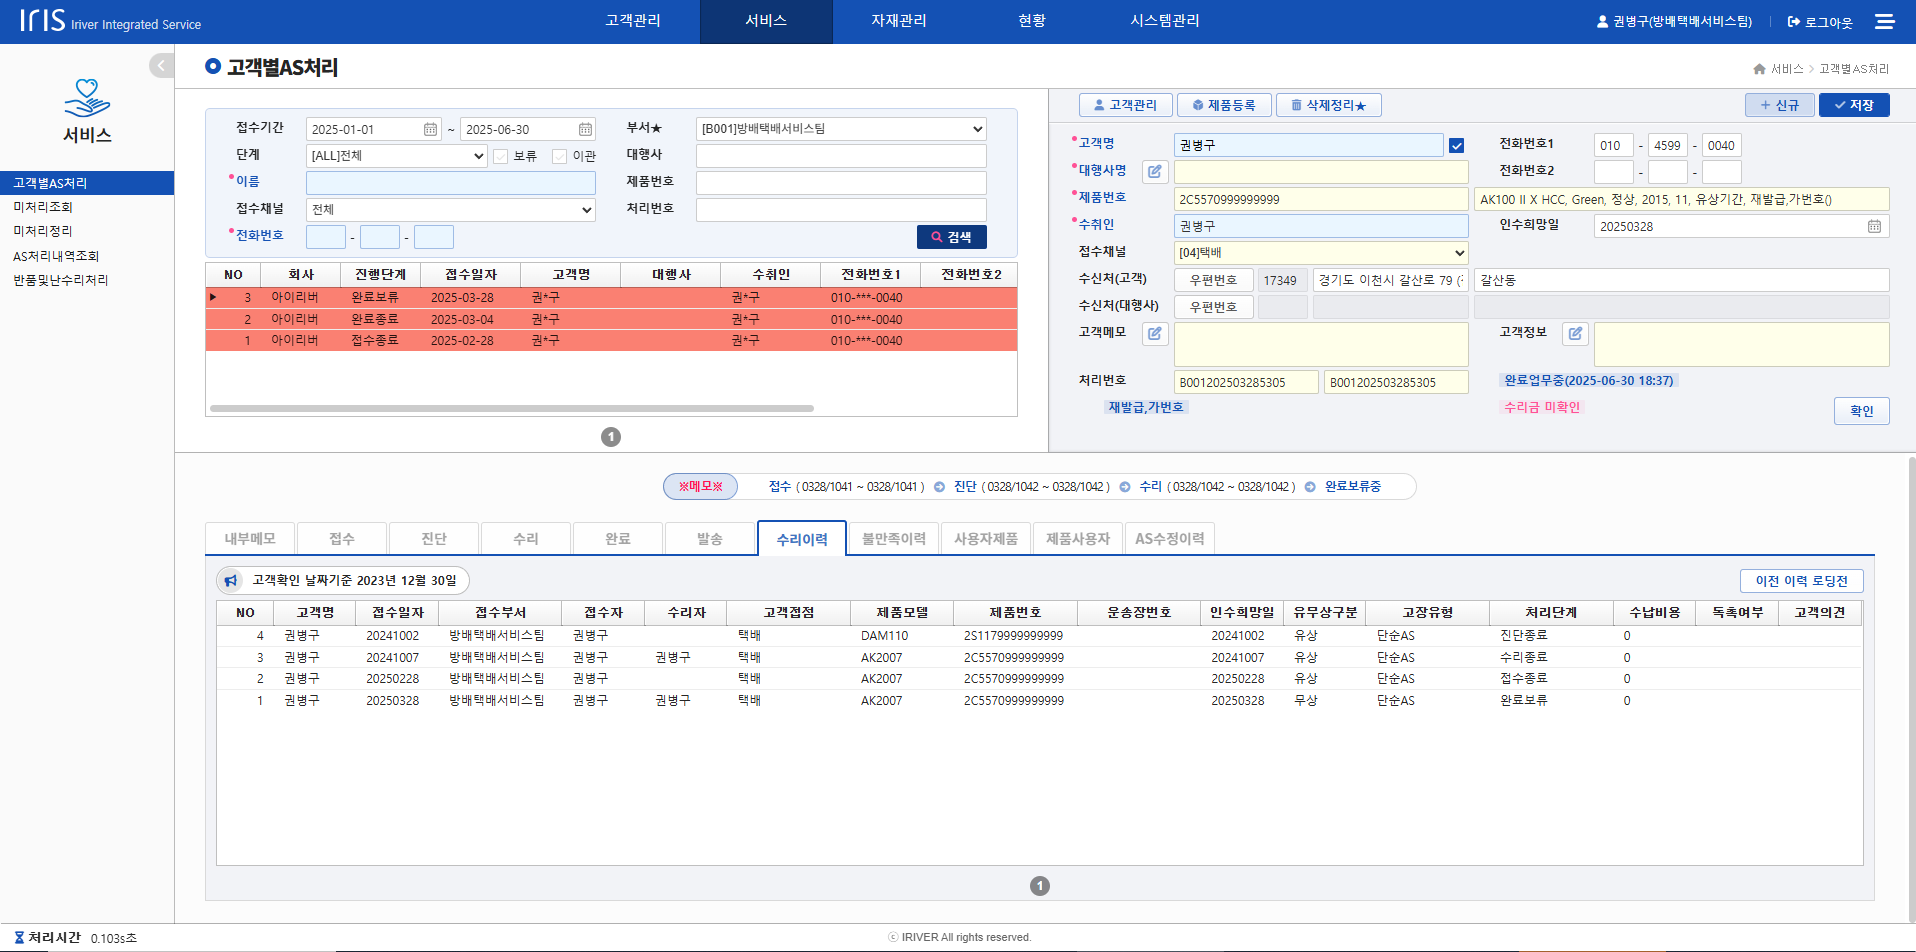 IRIS Iriver Integrated Service
고객관리 서비스 자재관리 현황 시스템관리
권병구(방배택배서비스팀) 로그아웃
서비스
고객별AS처리
미처리조회
미처리정리
AS처리내역조회
반품및난수리처리
고객별AS처리
서비스 > 고객별AS처리
접수기간 2025-01-01 ~ 2025-06-30 부서★ [B001]방배택배서비스팀
단계 [ALL]전체 보류 이관 대행사
*이름 제품번호
접수채널 전체 처리번호
*전화번호 - - 검색
NO 회사 진행단계 접수일자 고객명 대행사 수취인 전화번호1 전화번호2
3 아이리버 완료보류 2025-03-28 권*구 권*구 010-***-0040
2 아이리버 완료종료 2025-03-04 권*구 권*구 010-***-0040
1 아이리버 접수종료 2025-02-28 권*구 권*구 010-***-0040
1
고객관리 제품등록 삭제정리★ + 신규 저장
*고객명 권병구 전화번호1 010 - 4599 - 0040
*대행사명 전화번호2 - -
*제품번호 2C5570999999999 AK100 II X HCC, Green, 정상, 2015, 11, 유상기간, 재발급,가번호()
*수취인 권병구 인수희망일 20250328
접수채널 [04]택배
수신처(고객) 우편번호 17349 경기도 이천시 갈산로 79 ( 갈산동
수신처(대행사) 우편번호
고객메모 고객정보
처리번호 B001202503285305 B001202503285305 완료업무중(2025-06-30 18:37)
재발급,가번호 수리금 미확인 확인
※메모※ 접수 ( 0328/1041 ~ 0328/1041 ) 진단 ( 0328/1042 ~ 0328/1042 ) 수리 ( 0328/1042 ~ 0328/1042 ) 완료보류중
내부메모 접수 진단 수리 완료 발송 수리이력 불만족이력 사용자제품 제품사용자 AS수정이력
고객확인 날짜기준 2023년 12월 30일 이전 이력 로딩전
NO 고객명 접수일자 접수부서 접수자 수리자 고객접점 제품모델 제품번호 운송장번호 인수희망일 유무상구분 고장유형 처리단계 수납비용 독촉여부 고객의견
4 권병구 20241002 방배택배서비스팀 권병구 택배 DAM110 2S1179999999999 20241002 유상 단순AS 진단종료 0
3 권병구 20241007 방배택배서비스팀 권병구 권병구 택배 AK2007 2C5570999999999 20241007 유상 단순AS 수리종료 0
2 권병구 20250228 방배택배서비스팀 권병구 택배 AK2007 2C5570999999999 20250228 유상 단순AS 접수종료 0
1 권병구 20250328 방배택배서비스팀 권병구 권병구 택배 AK2007 2C5570999999999 20250328 무상 단순AS 완료보류 0
1
처리시간 0.103s초
ⓒ IRIVER All rights reserved.